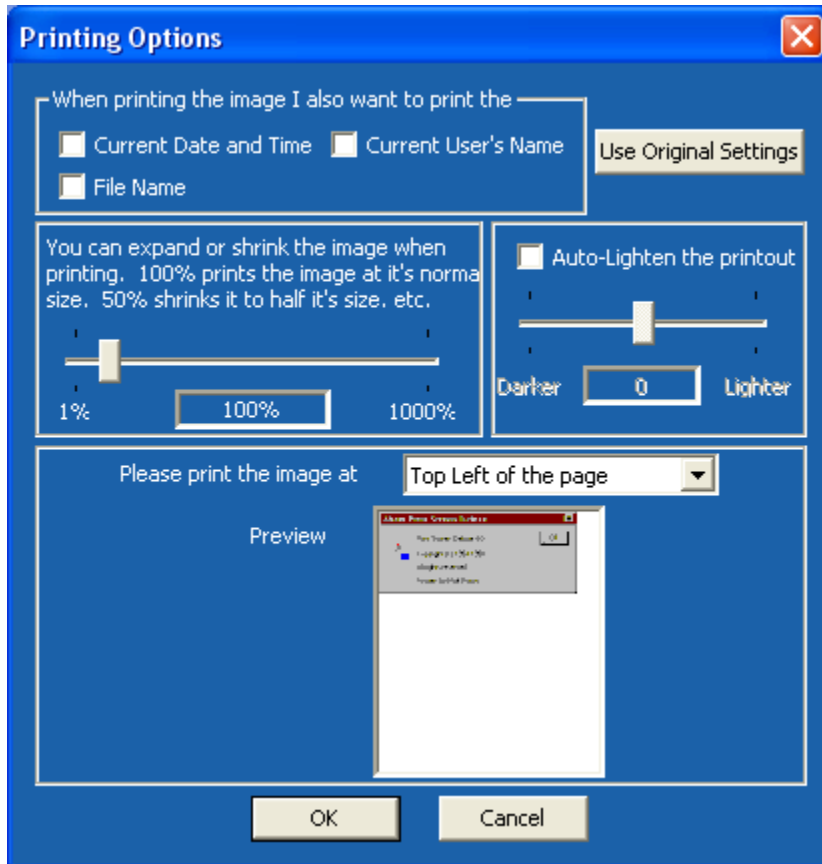 Printing Options
When printing the image I also want to print the
Current Date and Time
Current User's Name
File Name
Use Original Settings
You can expand or shrink the image when
printing. 100% prints the image at it's norma
size. 50% shrinks it to half it's size. etc.
1%
100%
1000%
Auto-Lighten the printout
Darker
0
Lighter
Please print the image at
Top Left of the page
Preview
OK
OK
Cancel